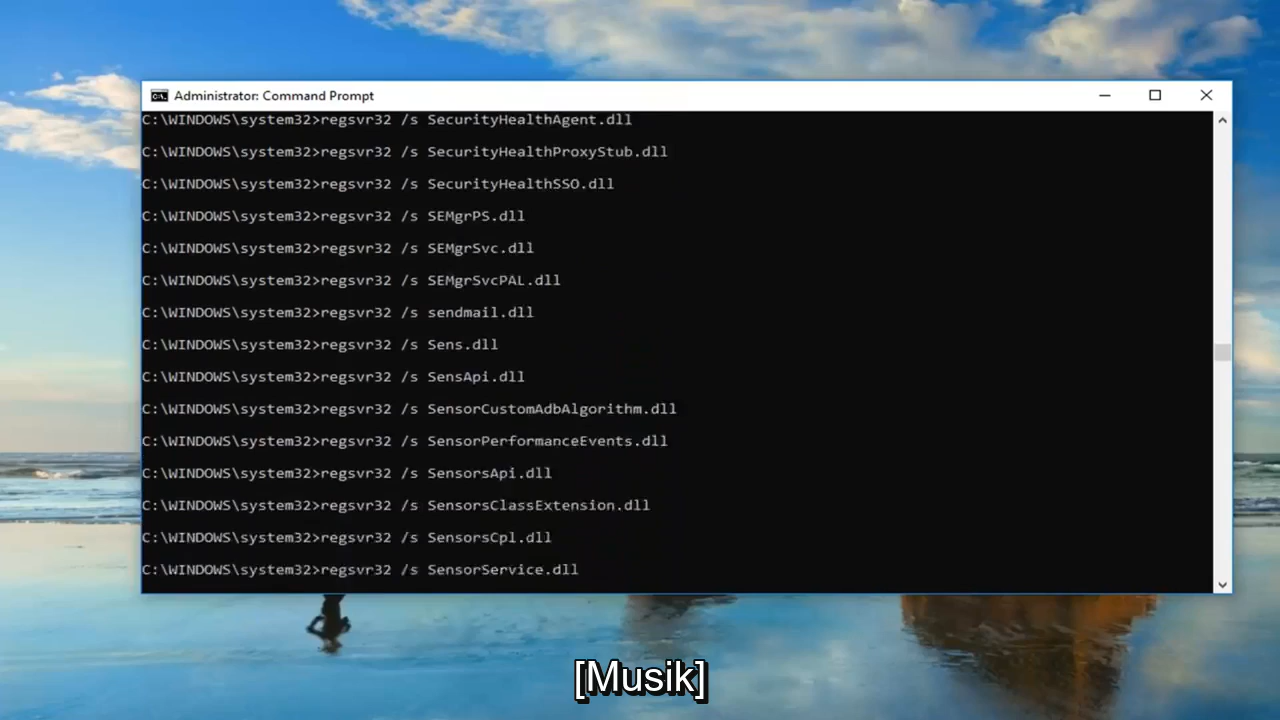 Administrator: Command Prompt
C:\WINDOWS\system32>regsvr32 /s SecurityHealthAgent.dll
C:\WINDOWS\system32>regsvr32 /s SecurityHealthProxyStub.dll
C:\WINDOWS\system32>regsvr32 /s SecurityHealthSSO.dll
C:\WINDOWS\system32>regsvr32 /s SEMgrPS.dll
C:\WINDOWS\system32>regsvr32 /s SEMgrSvc.dll
C:\WINDOWS\system32>regsvr32 /s SEMgrSvcPAL.dll
C:\WINDOWS\system32>regsvr32 /s sendmail.dll
C:\WINDOWS\system32>regsvr32 /s Sens.dll
C:\WINDOWS\system32>regsvr32 /s SensApi.dll
C:\WINDOWS\system32>regsvr32 /s SensorCustomAdbAlgorithm.dll
C:\WINDOWS\system32>regsvr32 /s SensorPerformanceEvents.dll
C:\WINDOWS\system32>regsvr32 /s SensorsApi.dll
C:\WINDOWS\system32>regsvr32 /s SensorsClassExtension.dll
C:\WINDOWS\system32>regsvr32 /s SensorsCpl.dll
C:\WINDOWS\system32>regsvr32 /s SensorService.dll
[Musik]